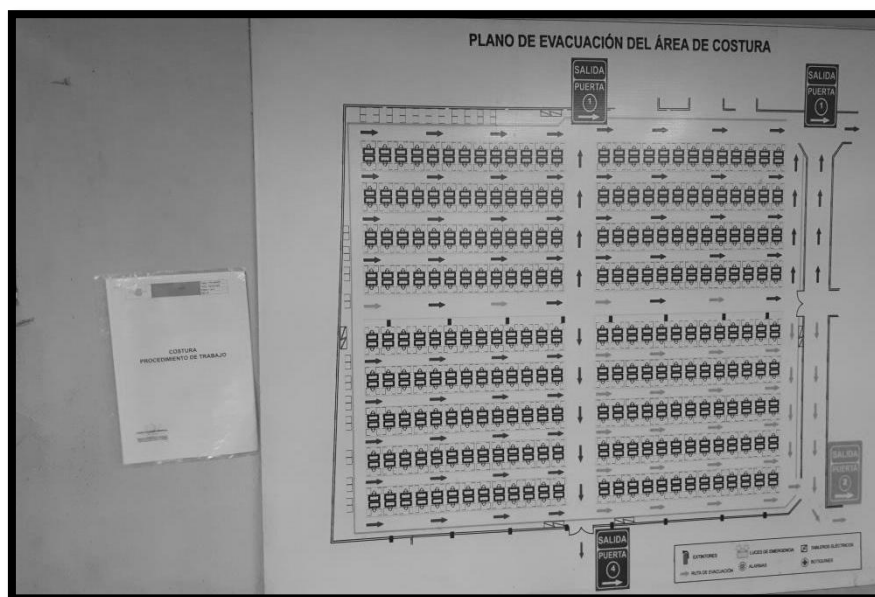 PLANO DE EVACUACIÓN DEL ÁREA DE COSTURA
SALIDA
PUERTA
1
SALIDA
PUERTA
1
COSTURA
PROCEDIMIENTO DE TRABAJO
SALIDA
PUERTA
SALIDA
PUERTA
4
EXTINTORES
LUCES DE EMERGENCIA
TABLEROS ELÉCTRICOS
RUTA DE EVACUACIÓN
ALARMAS
BOTIQUINES